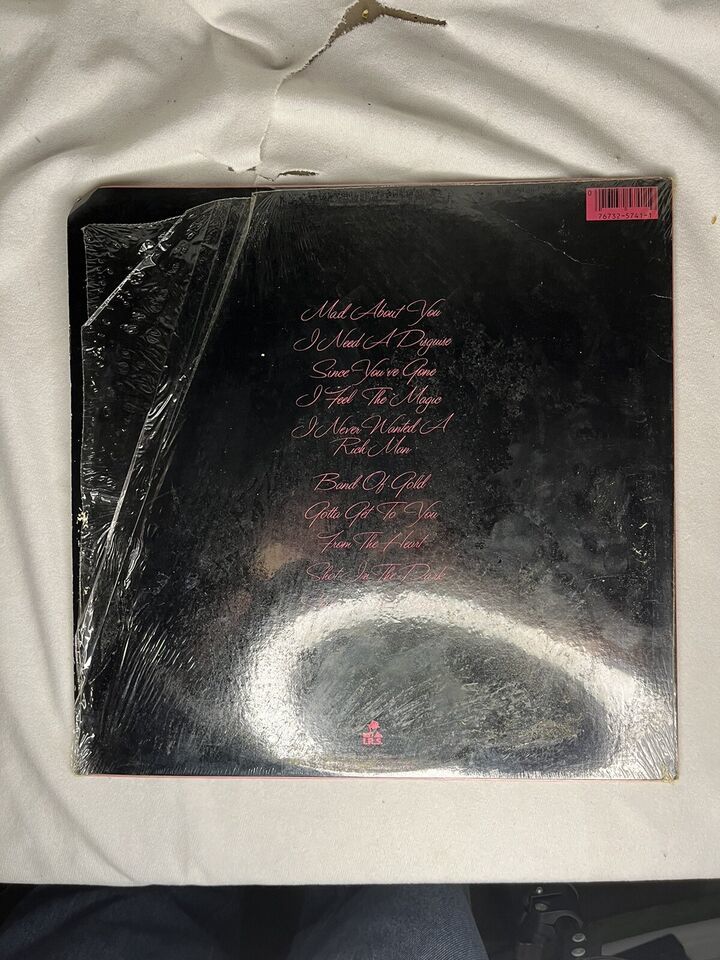 0
76732-5741-1
Mad About You
I Need A Disguise
Since You've Gone
I Feel The Magic
I Never Wanted A
Rich Man
Band Of Gold
Gotta Get To You
From The Heart
Shot In The Dark
I.R.S.